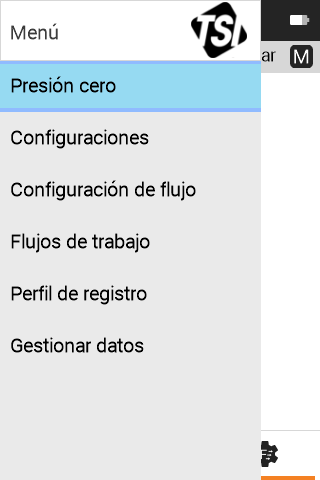 Menú
TSI
ar
M
Presión cero
Configuraciones
Configuración de flujo
Flujos de trabajo
Perfil de registro
Gestionar datos